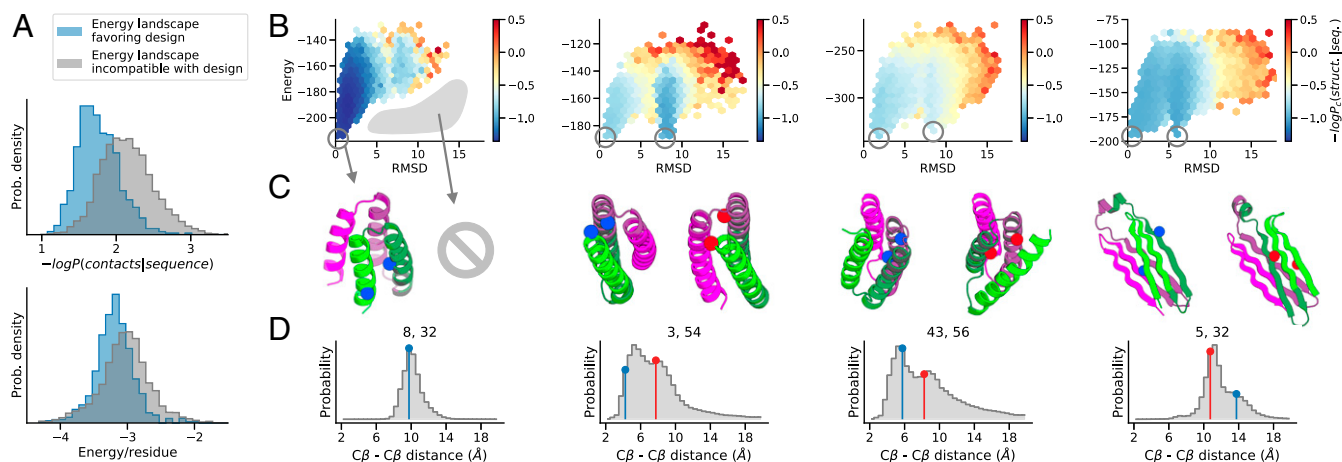 A
Energy landscape
favoring design
Energy landscape
incompatible with design
Prob. density
1
2
3
−logP(contacts|sequence)
Prob. density
−4
−3
−2
Energy/residue
B
Energy
−140
−160
−180
−200
0
5
10
15
RMSD
0.5
0.0
−0.5
−1.0
−120
−140
−160
−180
0
5
10
15
RMSD
0.5
0.0
−0.5
−1.0
−250
−300
0
5
10
15
RMSD
0.5
0.0
−0.5
−1.0
−75
−100
−125
−150
−175
−200
0
5
10
15
RMSD
0.5
0.0
−0.5
−1.0
−logPc(struct.|seq.)
C
D
8, 32
Probability
2 6 10 14 18
Cβ - Cβ distance (Å)
3, 54
Probability
2 6 10 14 18
Cβ - Cβ distance (Å)
43, 56
Probability
2 6 10 14 18
Cβ - Cβ distance (Å)
5, 32
Probability
2 6 10 14 18
Cβ - Cβ distance (Å)